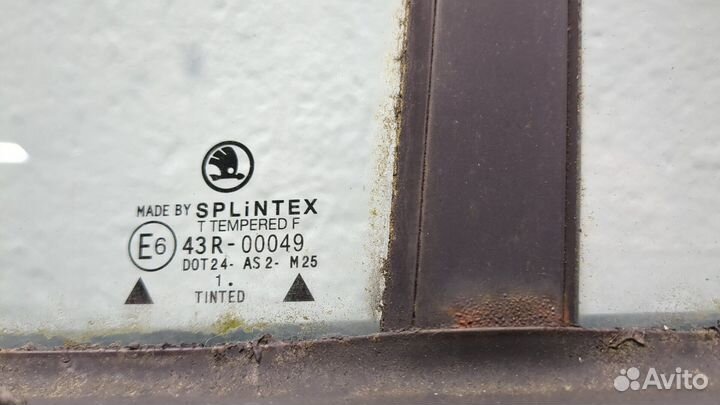 MADE BY SPLiNTEX
T TEMPERED F
E6 43R-00049
DOT24- AS2- M25
1.
TINTED
Avito